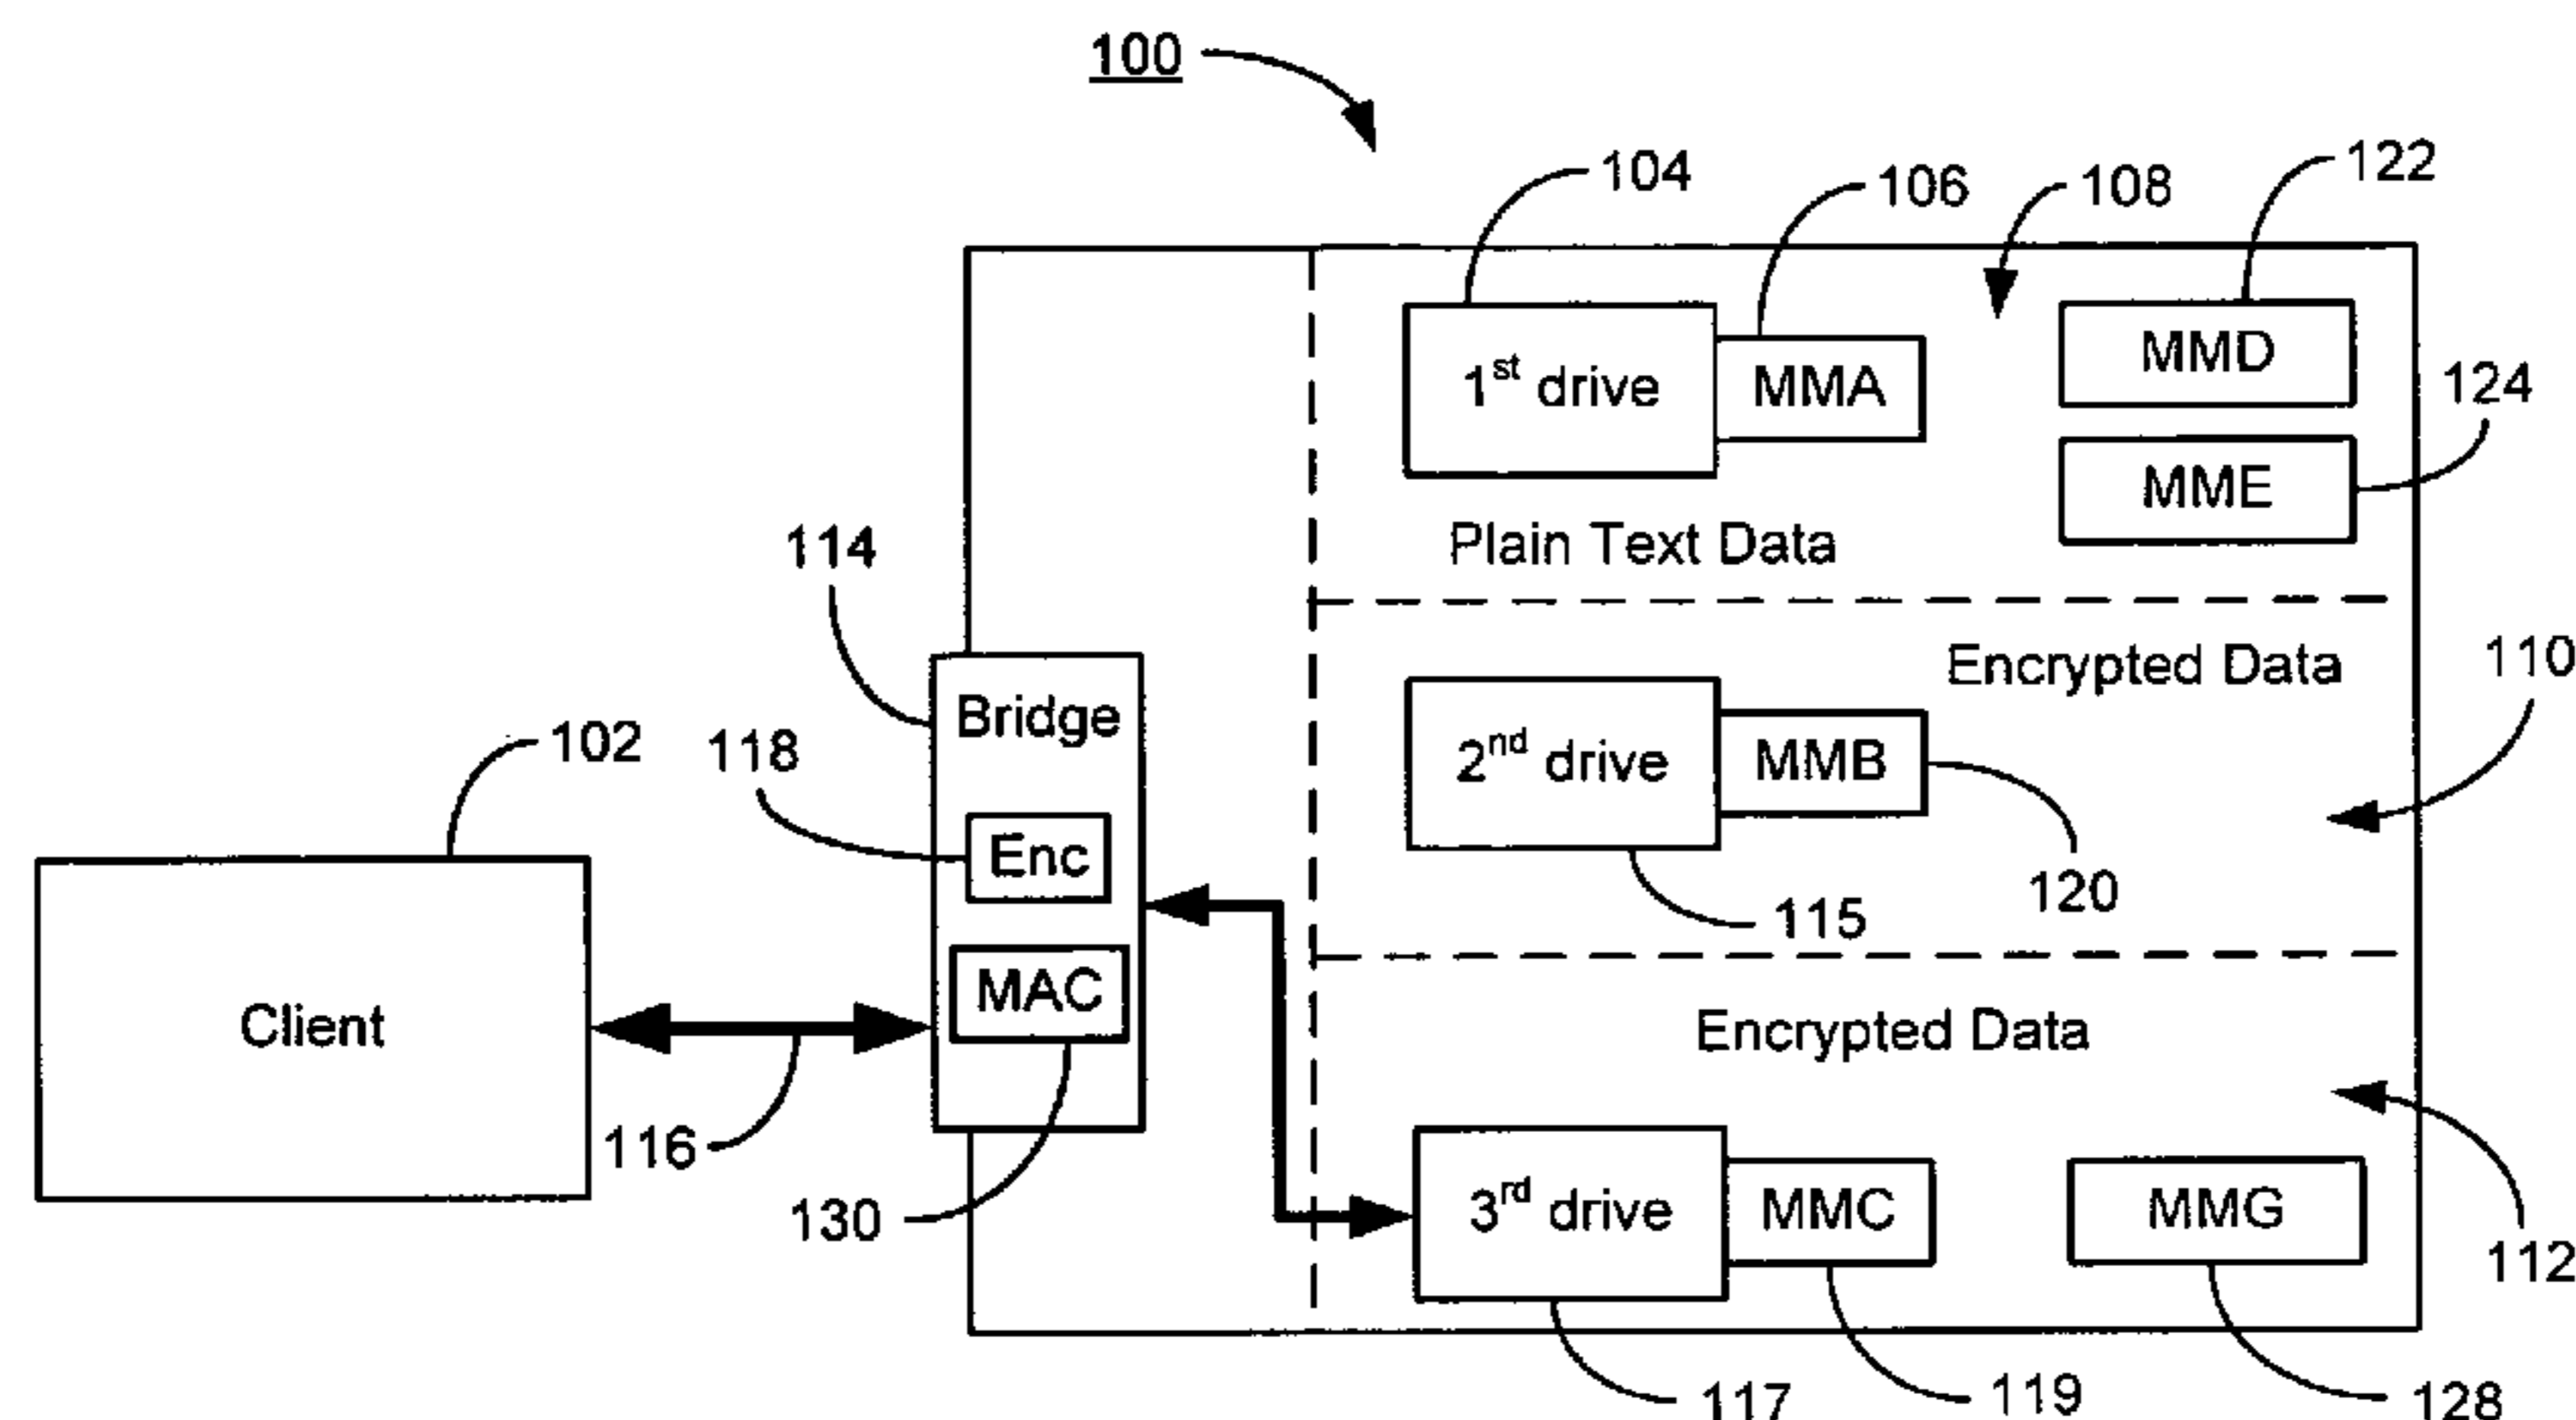 100
104
106
108
122
1st drive
MMA
MMD
124
MME
Plain Text Data
114
Encrypted Data
110
Bridge
102
118
2nd drive
MMB
Enc
120
115
MAC
Client
Encrypted Data
116
130
3rd drive
MMC
MMG
112
117
119
128